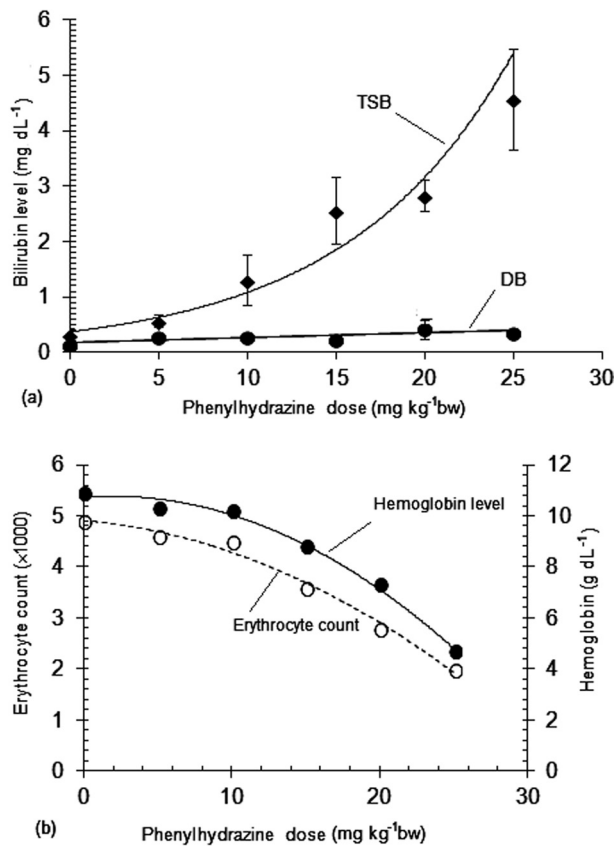 6
5
4
3
2
1
0
Bilirubin level (mg dL⁻¹)
TSB
DB
0 5 10 15 20 25 30
(a)
Phenylhydrazine dose (mg kg⁻¹bw)
6
5
4
3
2
1
0
Erythrocyte count (×1000)
Hemoglobin level
Erythrocyte count
12
10
8
6
4
2
0
Hemoglobin (g dL⁻¹)
0 10 20 30
(b)
Phenylhydrazine dose (mg kg⁻¹bw)